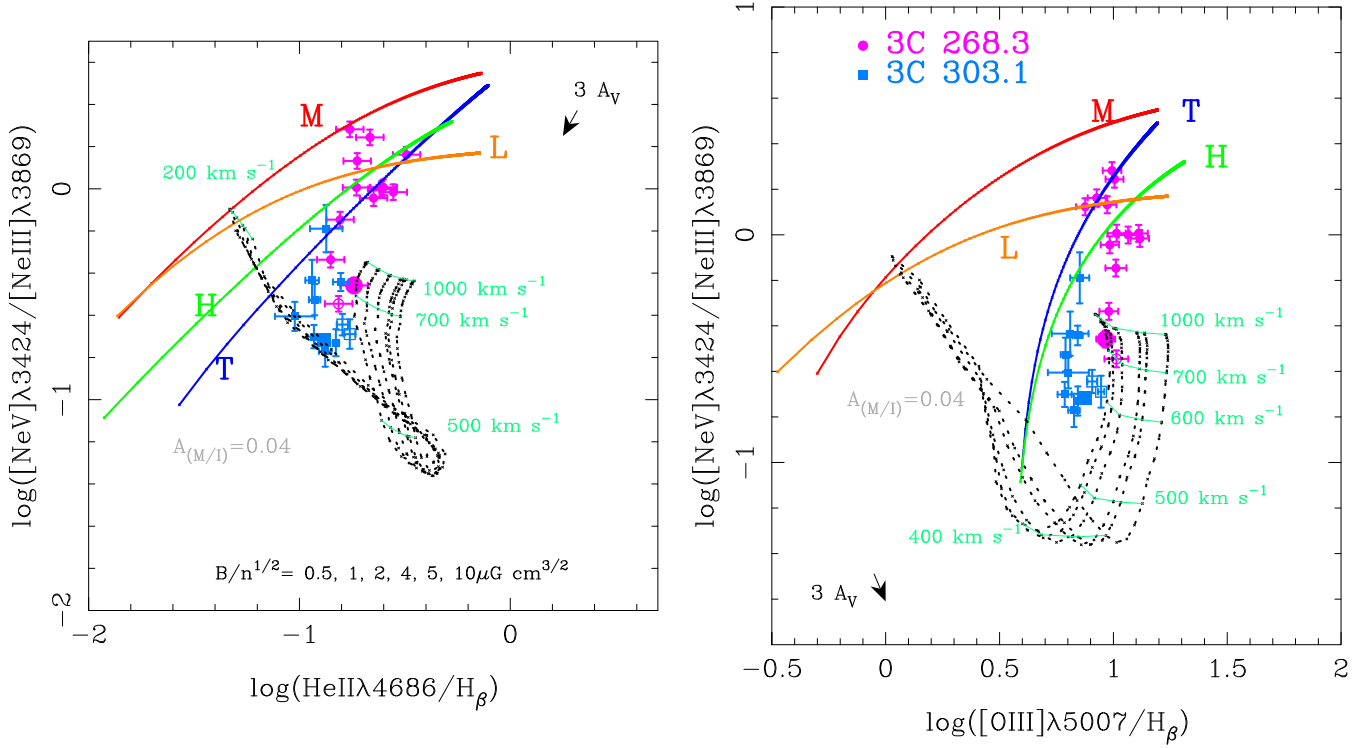 3 A_V
M
L
200 km s^-1
H
T
1000 km s^-1
700 km s^-1
500 km s^-1
A_(M/I)=0.04
B/n^1/2= 0.5, 1, 2, 4, 5, 10μG cm^3/2
log([NeV]λ3424/[NeIII]λ3869)
0
−1
−2
−2
−1
0
log(HeIIλ4686/H_β)
3C 268.3
3C 303.1
M
T
H
L
1000 km s^-1
700 km s^-1
600 km s^-1
500 km s^-1
400 km s^-1
A_(M/I)=0.04
3 A_V
log([NeV]λ3424/[NeIII]λ3869)
1
0
−1
−0.5
0
0.5
1
1.5
2
log([OIII]λ5007/H_β)